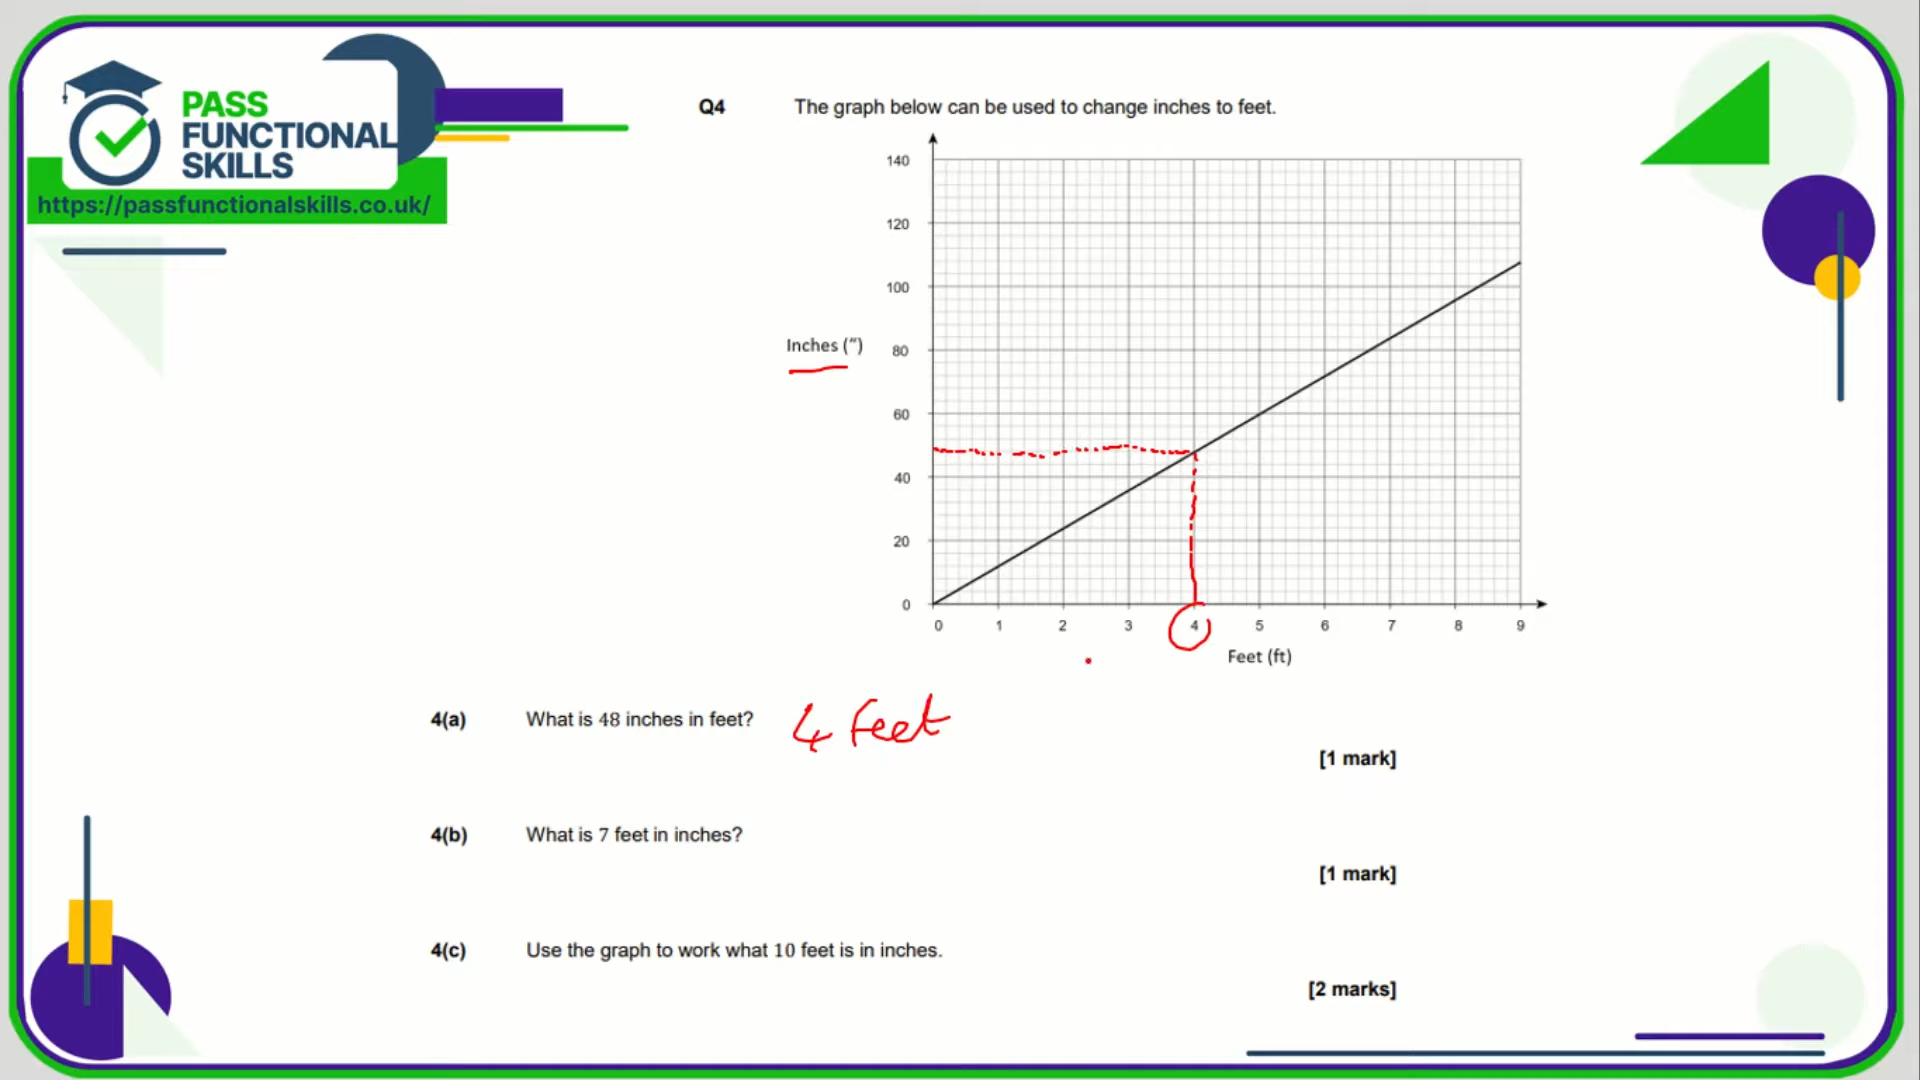 PASS
FUNCTIONAL
SKILLS
https://passfunctionalskills.co.uk/
Q4 The graph below can be used to change inches to feet.
140
120
100
Inches (") 80
60
40
20
0
0 1 2 3 4 5 6 7 8 9
Feet (ft)
4(a) What is 48 inches in feet? 4 feet
[1 mark]
4(b) What is 7 feet in inches?
[1 mark]
4(c) Use the graph to work what 10 feet is in inches.
[2 marks]